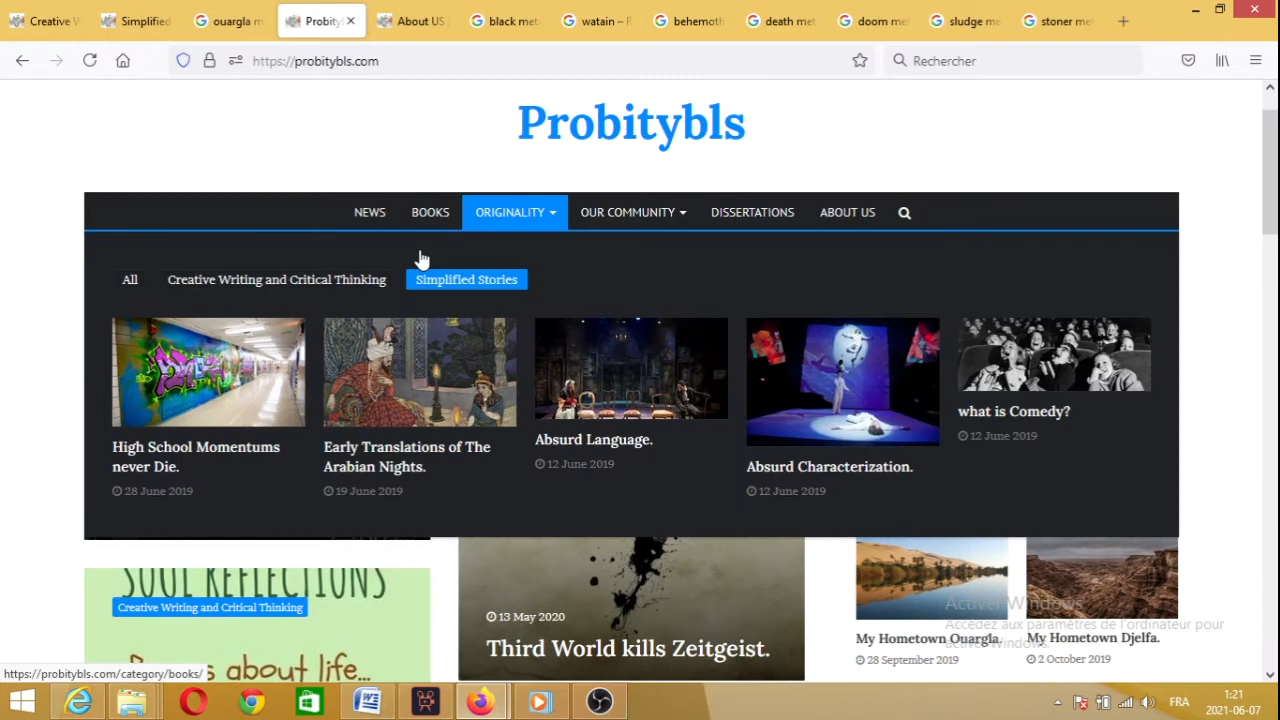 Creative W
Simplified
ouargla m
Probity
About US
black met
watain – R
behemoth
death met
doom me
sludge me
stoner me
https://probitybls.com
Rechercher
Probitybls
NEWS
BOOKS
ORIGINALITY
OUR COMMUNITY
DISSERTATIONS
ABOUT US
All
Creative Writing and Critical Thinking
Simplified Stories
High School Momentums
never Die.
28 June 2019
Early Translations of The
Arabian Nights.
19 June 2019
Absurd Language.
12 June 2019
Absurd Characterization.
12 June 2019
what is Comedy?
12 June 2019
SOUL REFLECTIONS
Creative Writing and Critical Thinking
about life...
13 May 2020
Third World kills Zeitgeist.
My Hometown Ouargla.
28 September 2019
My Hometown Djelfa.
2 October 2019
Activer Windows
Accédez aux paramètres de l'ordinateur pour
activer Windows.
https://probitybls.com/category/books/
FR
1:21
2021-06-07